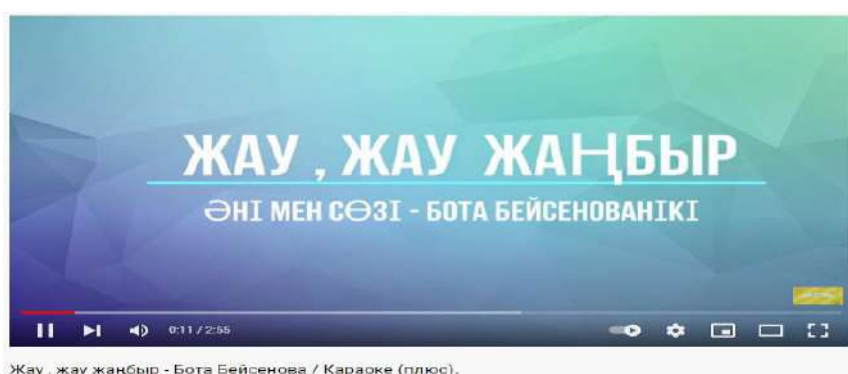 ЖАУ , ЖАУ ЖАҢБЫР
ӘНІ МЕН СӨЗІ - БОТА БЕЙСЕНОВАНІКІ
0:11 / 2:55
Жау , жау жаңбыр - Бота Бейсенова / Караоке (плюс).